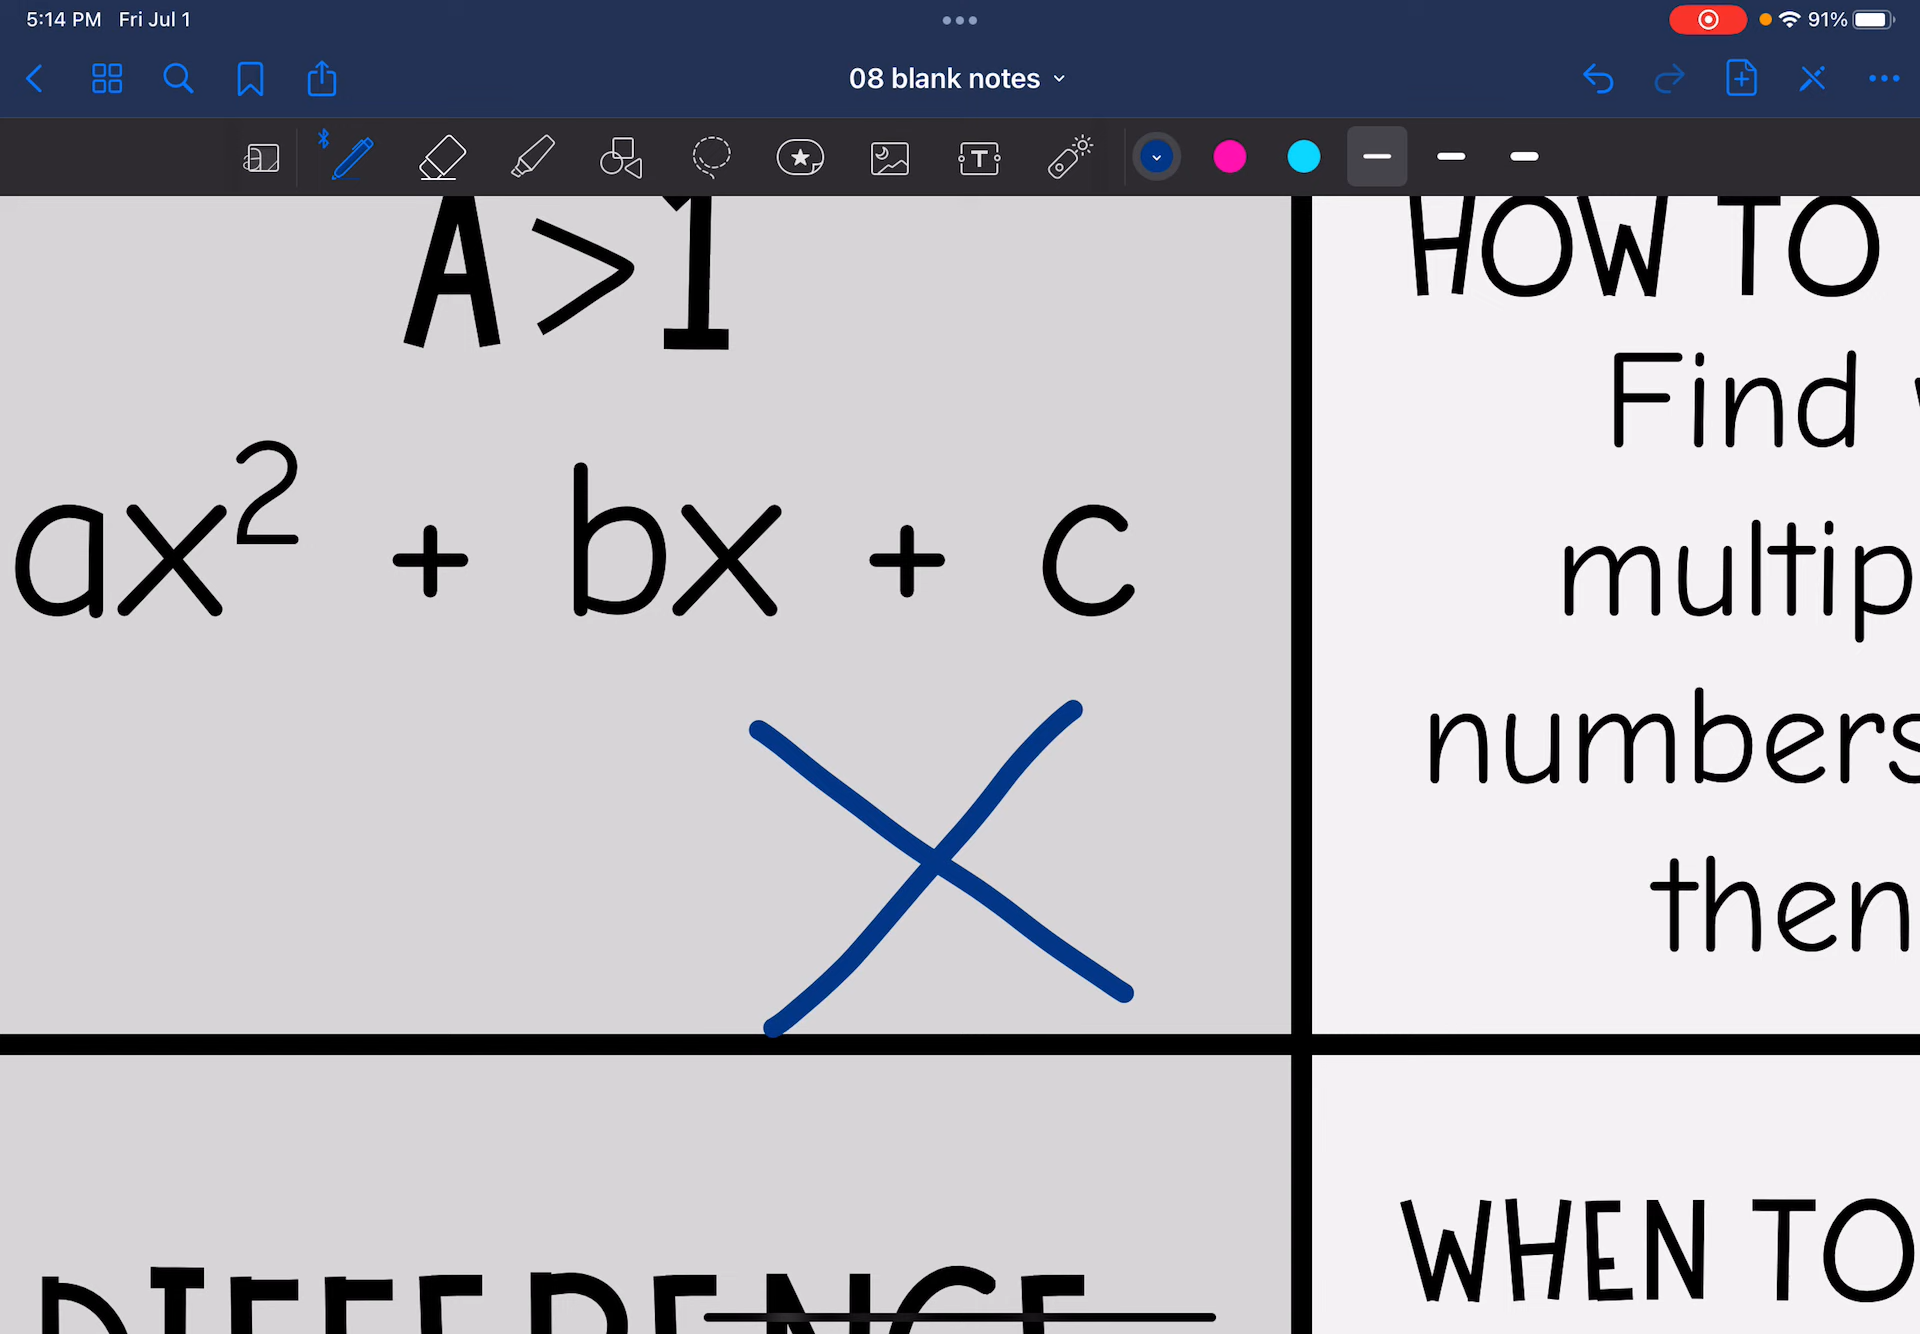 5:14 PM Fri Jul 1
91%
08 blank notes
T
A>1
ax² + bx + c
HOW TO
Find
multip
numbers
then
DIFFERENCE
WHEN TO